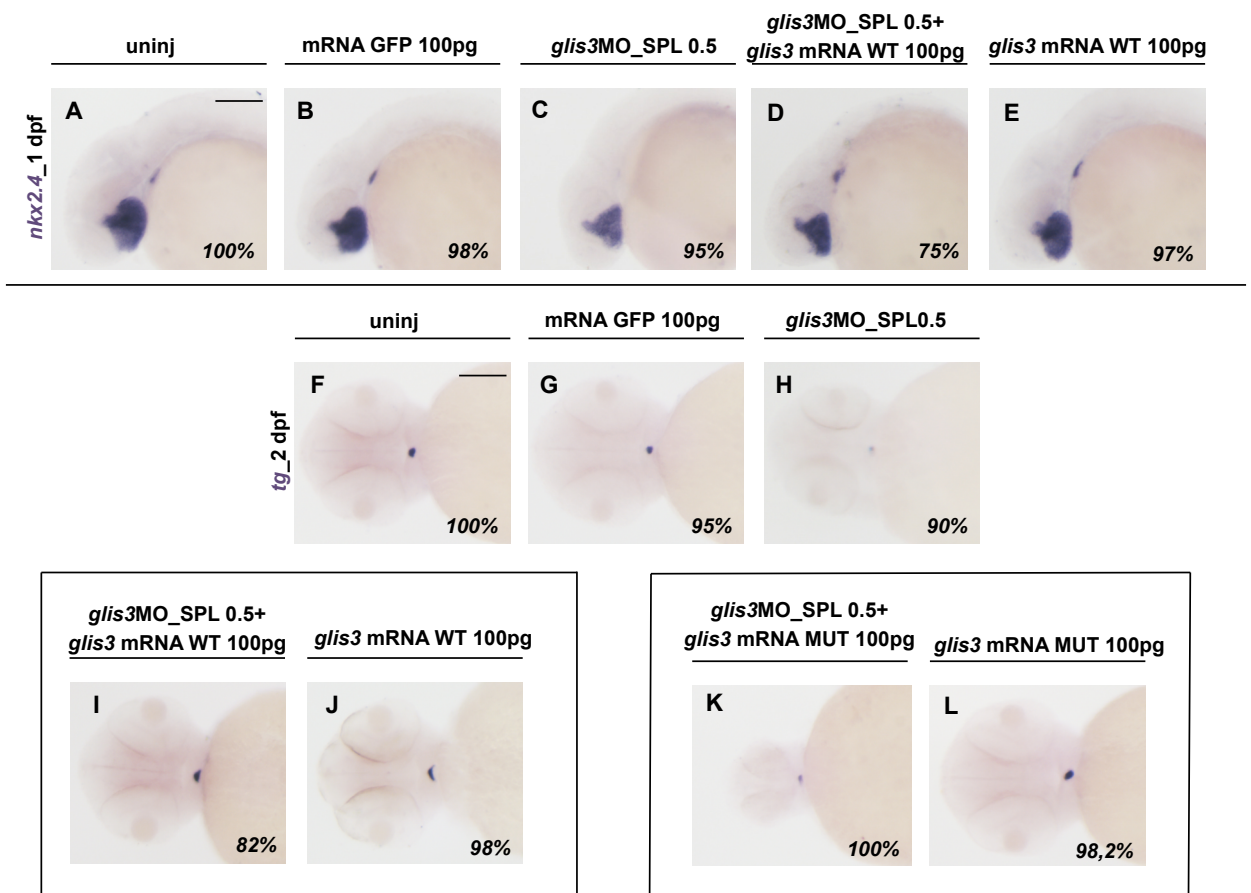 uninj
mRNA GFP 100pg
glis3MO_SPL 0.5
glis3MO_SPL 0.5+
glis3 mRNA WT 100pg
glis3 mRNA WT 100pg
nkx2.4_1 dpf
A
100%
B
98%
C
95%
D
75%
E
97%
uninj
mRNA GFP 100pg
glis3MO_SPL0.5
tg_2 dpf
F
100%
G
95%
H
90%
glis3MO_SPL 0.5+
glis3 mRNA WT 100pg
glis3 mRNA WT 100pg
I
82%
J
98%
glis3MO_SPL 0.5+
glis3 mRNA MUT 100pg
glis3 mRNA MUT 100pg
K
100%
L
98,2%